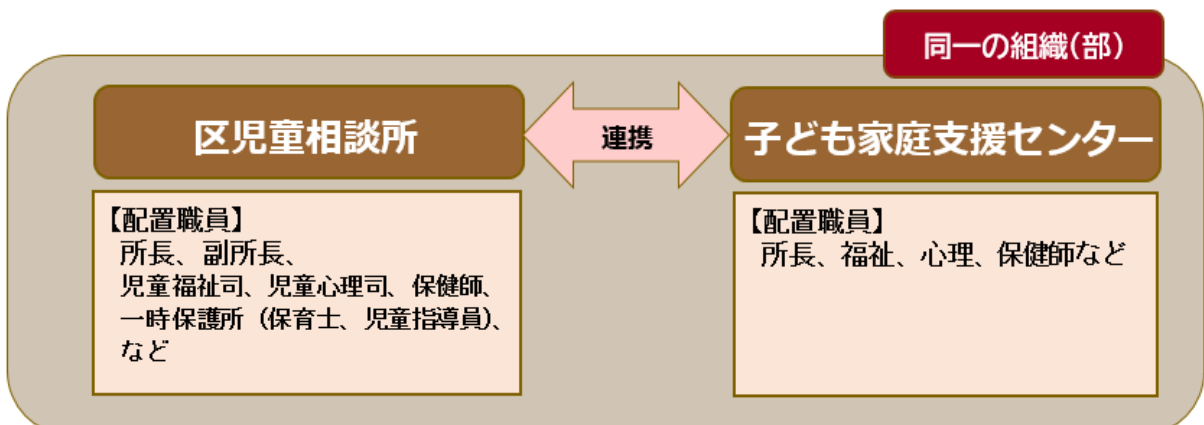 同一の組織(部)
区児童相談所
連携
子ども家庭支援センター
【配置職員】
所長、副所長、
児童福祉司、児童心理司、保健師、
一時保護所（保育士、児童指導員）、
など
【配置職員】
所長、福祉、心理、保健師など